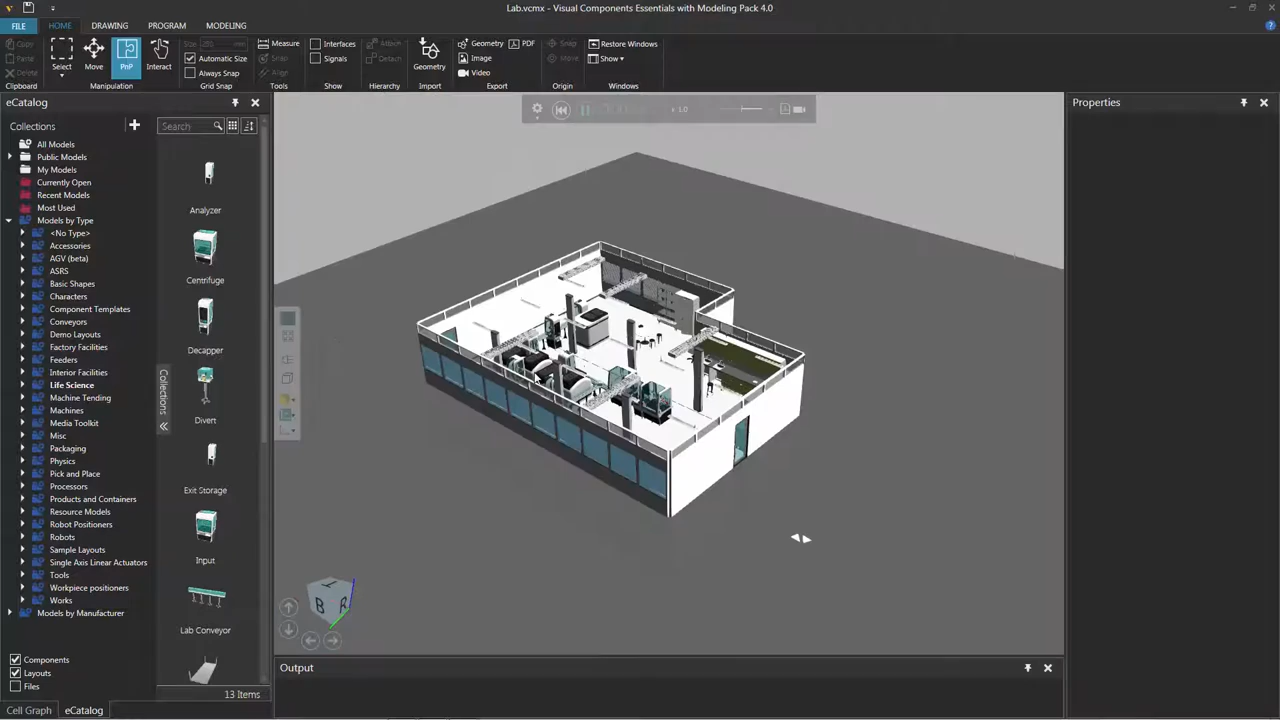 Lab.vcmx - Visual Components Essentials with Modeling Pack 4.0
FILE HOME DRAWING PROGRAM MODELING
Copy
Paste
Delete
Clipboard
Select
Move
PnP
Interact
Manipulation
Size
Automatic Size
Always Snap
Grid Snap
Measure
Snap
Align
Tools
Interfaces
Signals
Show
Attach
Detach
Hierarchy
Geometry
Import
Geometry PDF
Image
Video
Export
Snap
Move
Origin
Restore Windows
Show
Windows
eCatalog
Collections
Search
All Models
Public Models
My Models
Currently Open
Recent Models
Most Used
Models by Type
<No Type>
Accessories
AGV (beta)
ASRS
Basic Shapes
Characters
Component Templates
Conveyors
Demo Layouts
Factory Facilities
Feeders
Interior Facilities
Life Science
Machine Tending
Machines
Media Toolkit
Misc
Packaging
Physics
Pick and Place
Processors
Products and Containers
Resource Models
Robot Positioners
Robots
Sample Layouts
Single Axis Linear Actuators
Tools
Workpiece positioners
Works
Models by Manufacturer
Components
Layouts
Files
Cell Graph eCatalog
Collections
Analyzer
Centrifuge
Decapper
Divert
Exit Storage
Input
Lab Conveyor
13 Items
B R
Output
Properties